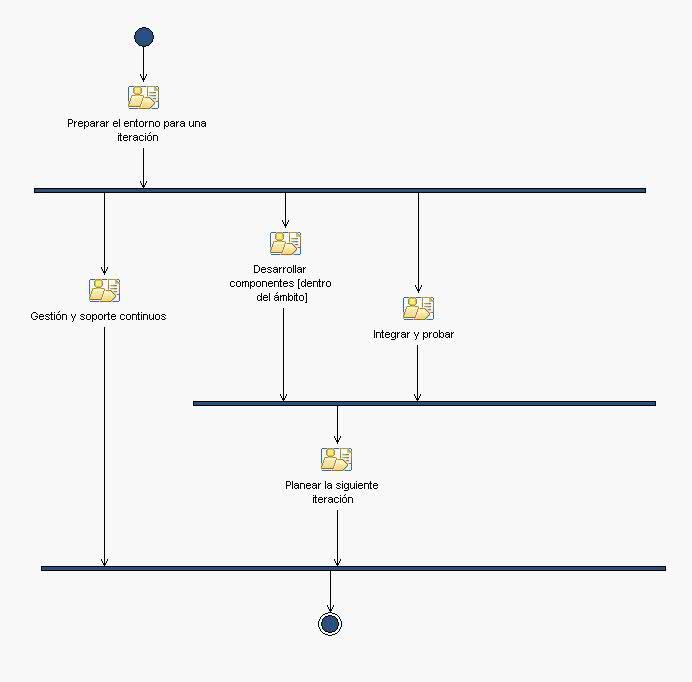 Preparar el entorno para una
iteración
Desarrollar
componentes [dentro
del ámbito]
Gestión y soporte continuos
Integrar y probar
Planear la siguiente
iteración